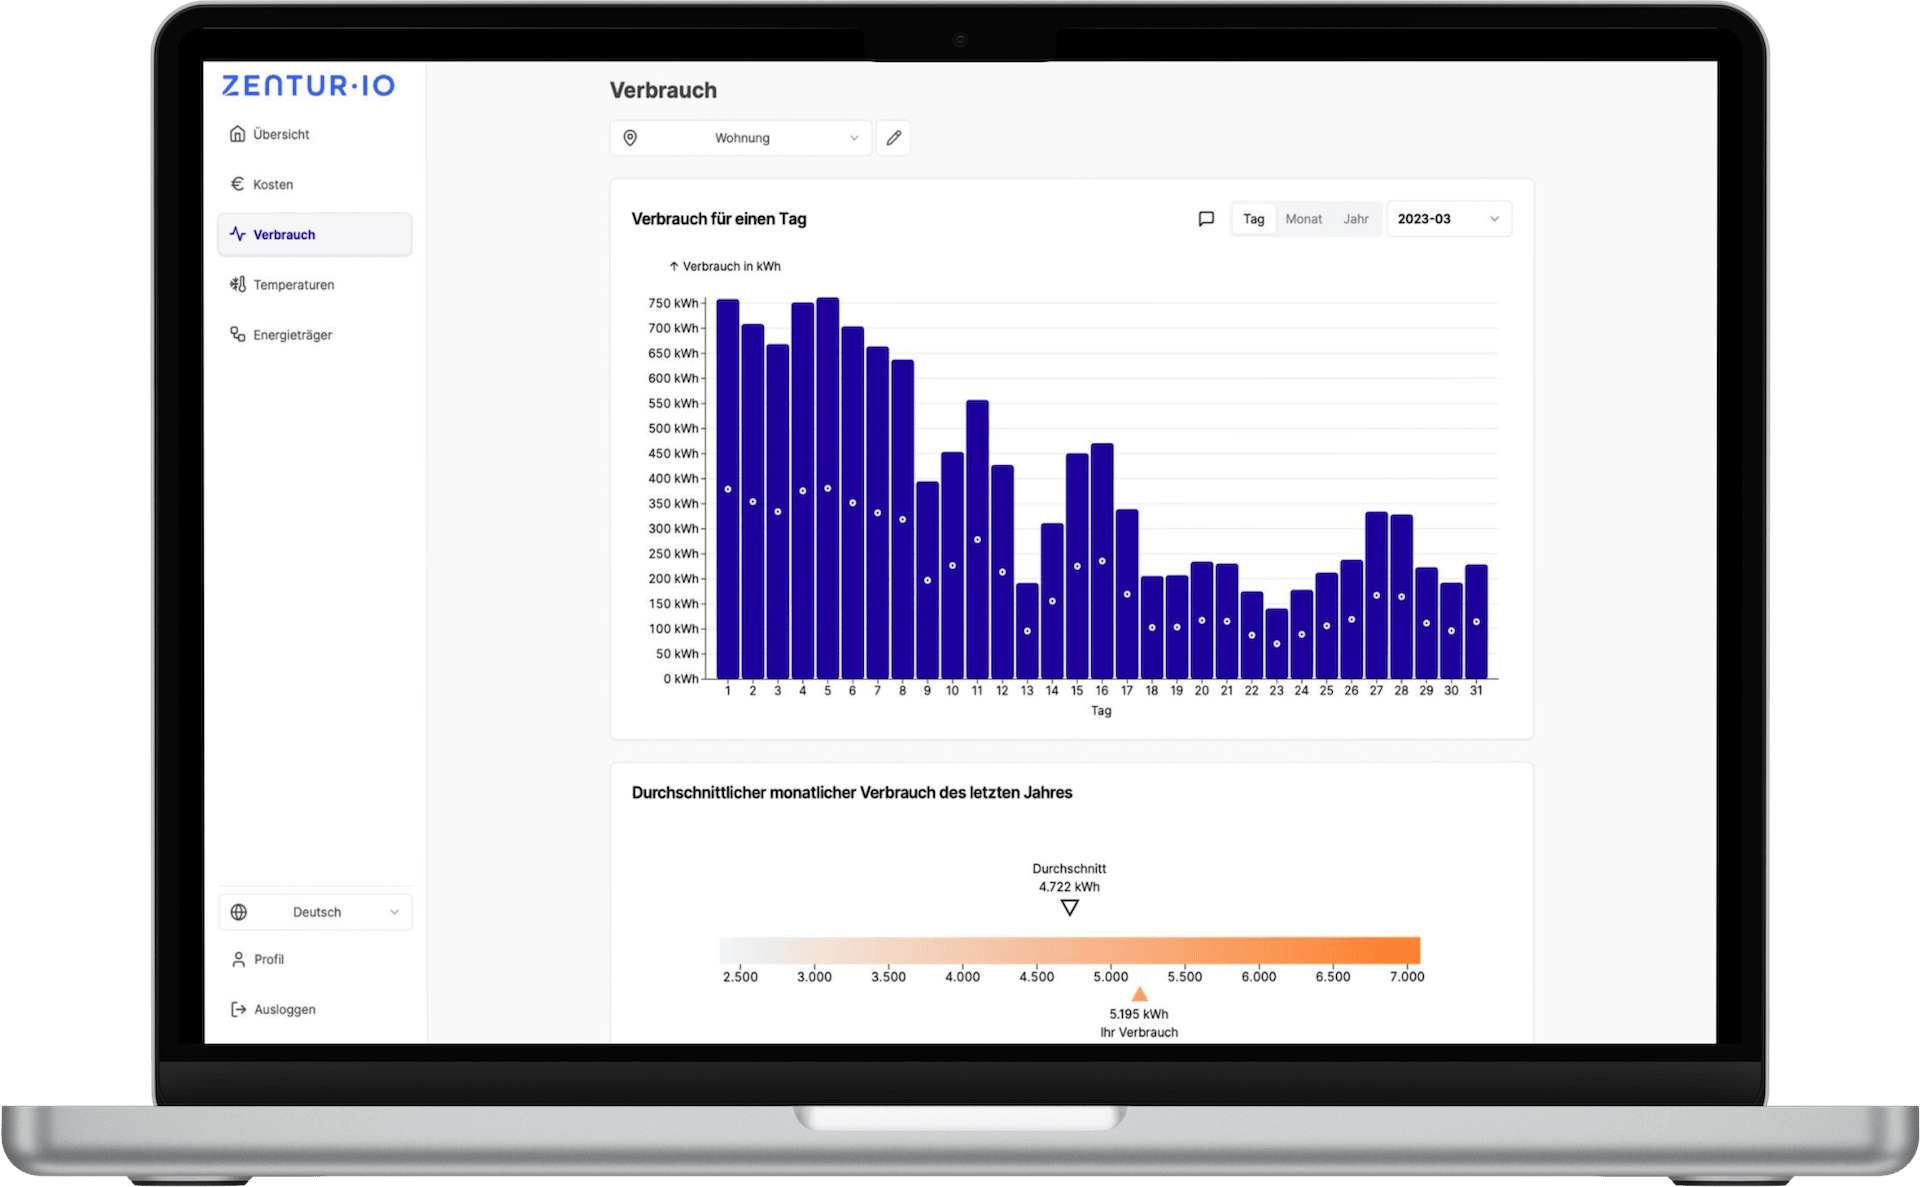 ZENTUR·IO
Übersicht
Kosten
Verbrauch
Temperaturen
Energieträger
Deutsch
Profil
Ausloggen
Verbrauch
Wohnung
Verbrauch für einen Tag
Tag Monat Jahr 2023-03
↑ Verbrauch in kWh
750 kWh
700 kWh
650 kWh
600 kWh
550 kWh
500 kWh
450 kWh
400 kWh
350 kWh
300 kWh
250 kWh
200 kWh
150 kWh
100 kWh
50 kWh
0 kWh
1 2 3 4 5 6 7 8 9 10 11 12 13 14 15 16 17 18 19 20 21 22 23 24 25 26 27 28 29 30 31
Tag
Durchschnittlicher monatlicher Verbrauch des letzten Jahres
Durchschnitt
4.722 kWh
2.500 3.000 3.500 4.000 4.500 5.000 5.500 6.000 6.500 7.000
5.195 kWh
Ihr Verbrauch